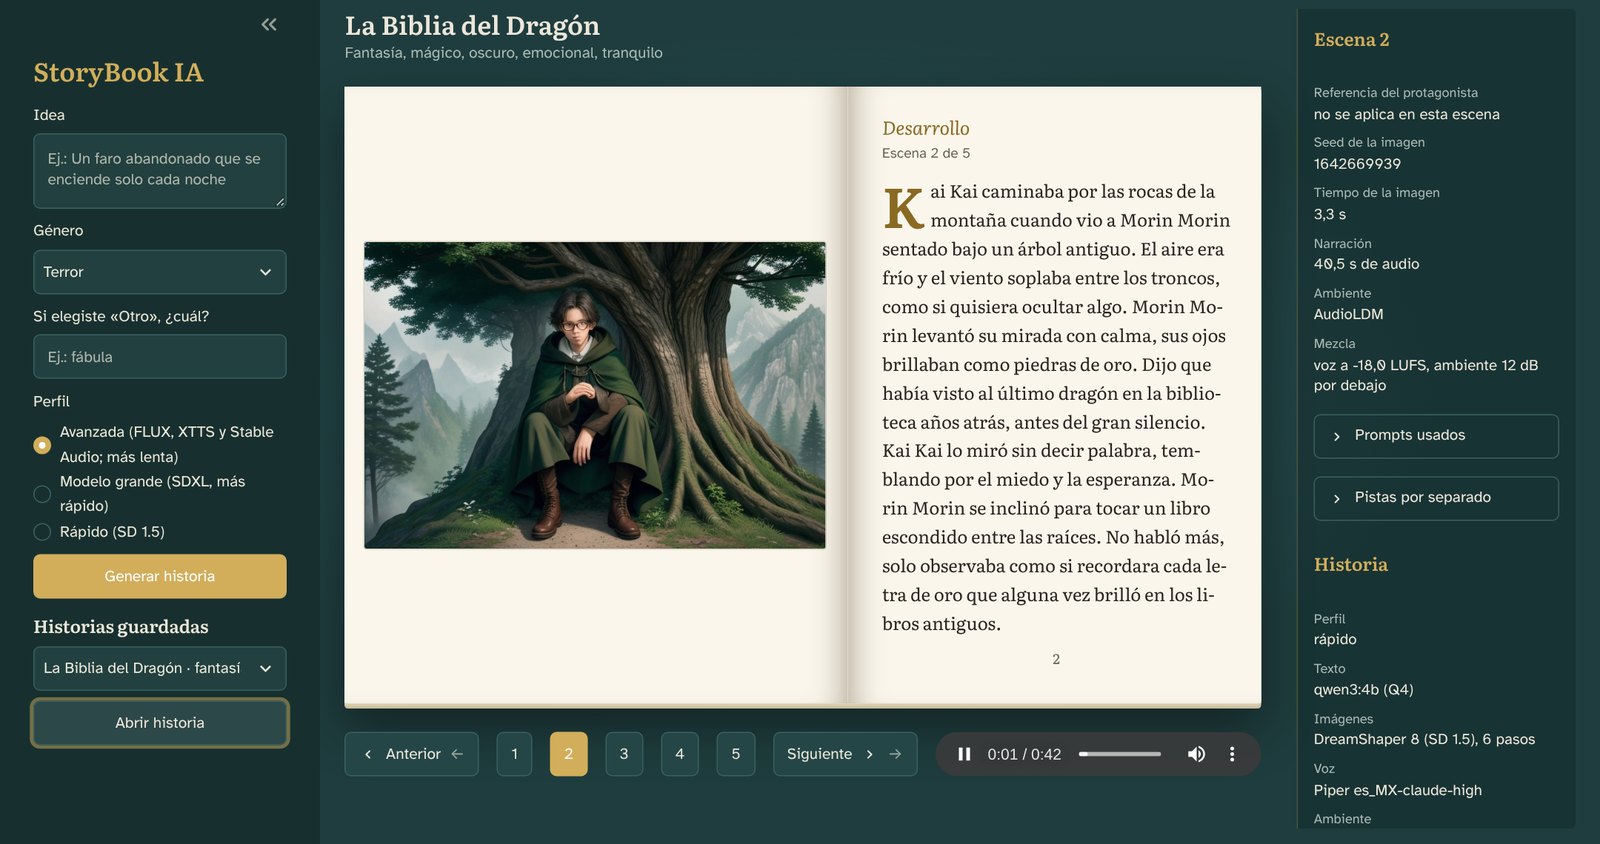 StoryBook IA
Idea
Ej.: Un faro abandonado que se
enciende solo cada noche
Género
Terror
Si elegiste «Otro», ¿cuál?
Ej.: fábula
Perfil
Avanzada (FLUX, XTTS y Stable
Audio; más lenta)
Modelo grande (SDXL, más
rápido)
Rápido (SD 1.5)
Generar historia
Historias guardadas
La Biblia del Dragón · fantasí
Abrir historia
La Biblia del Dragón
Fantasía, mágico, oscuro, emocional, tranquilo
Desarrollo
Escena 2 de 5
Kai Kai caminaba por las rocas de la
montaña cuando vio a Morin Morin
sentado bajo un árbol antiguo. El aire era
frío y el viento soplaba entre los troncos,
como si quisiera ocultar algo. Morin Mo-
rin levantó su mirada con calma, sus ojos
brillaban como piedras de oro. Dijo que
había visto al último dragón en la biblio-
teca años atrás, antes del gran silencio.
Kai Kai lo miró sin decir palabra, tem-
blando por el miedo y la esperanza. Mo-
rin Morin se inclinó para tocar un libro
escondido entre las raíces. No habló más,
solo observaba como si recordara cada le-
tra de oro que alguna vez brilló en los li-
bros antiguos.
2
‹ Anterior ←
1
2
3
4
5
Siguiente › →
0:01 / 0:42
Escena 2
Referencia del protagonista
no se aplica en esta escena
Seed de la imagen
1642669939
Tiempo de la imagen
3,3 s
Narración
40,5 s de audio
Ambiente
AudioLDM
Mezcla
voz a -18,0 LUFS, ambiente 12 dB
por debajo
Prompts usados
Pistas por separado
Historia
Perfil
rápido
Texto
qwen3:4b (Q4)
Imágenes
DreamShaper 8 (SD 1.5), 6 pasos
Voz
Piper es_MX-claude-high
Ambiente